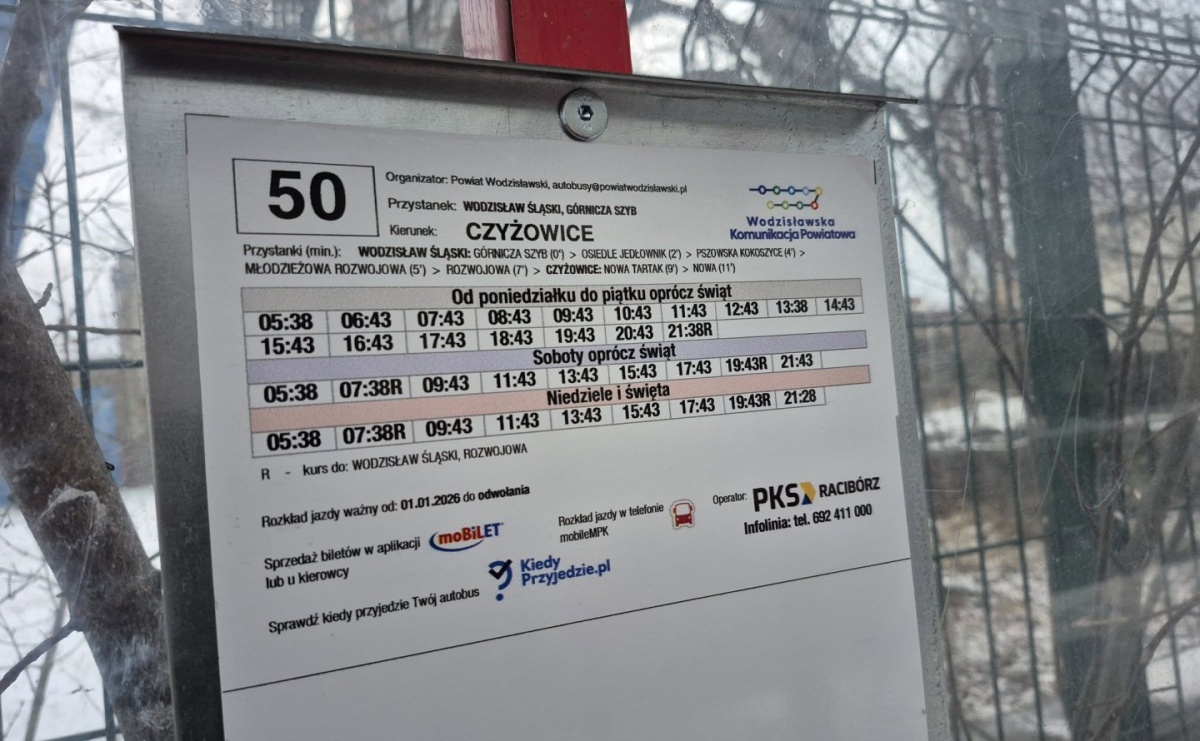 50
Organizator: Powiat Wodzisławski, autobusy@powiatwodzislawski.pl
Przystanek: WODZISŁAW ŚLĄSKI, GÓRNICZA SZYB
Kierunek: CZYŻOWICE
Wodzisławska
Komunikacja Powiatowa
Przystanki (min.): WODZISŁAW ŚLĄSKI: GÓRNICZA SZYB (0') > OSIEDLE JEDŁOWNIK (2') > PSZOWSKA KOKOSZYCE (4') >
MŁODZIEŻOWA ROZWOJOWA (5') > ROZWOJOWA (7') > CZYŻOWICE: NOWA TARTAK (9') > NOWA (11')
Od poniedziałku do piątku oprócz świąt
05:38 06:43 07:43 08:43 09:43 10:43 11:43 12:43 13:38 14:43
15:43 16:43 17:43 18:43 19:43 20:43 21:38R
Soboty oprócz świąt
05:38 07:38R 09:43 11:43 13:43 15:43 17:43 19:43R 21:43
Niedziele i święta
05:38 07:38R 09:43 11:43 13:43 15:43 17:43 19:43R 21:28
R - kurs do: WODZISŁAW ŚLĄSKI, ROZWOJOWA
Rozkład jazdy ważny od: 01.01.2026 do odwołania
Sprzedaż biletów w aplikacji moBiLET
lub u kierowcy
Rozkład jazdy w telefonie
mobileMPK
Operator: PKS RACIBÓRZ
Infolinia: tel. 692 411 000
Sprawdź kiedy przyjedzie Twój autobus
Kiedy
Przyjedzie.pl